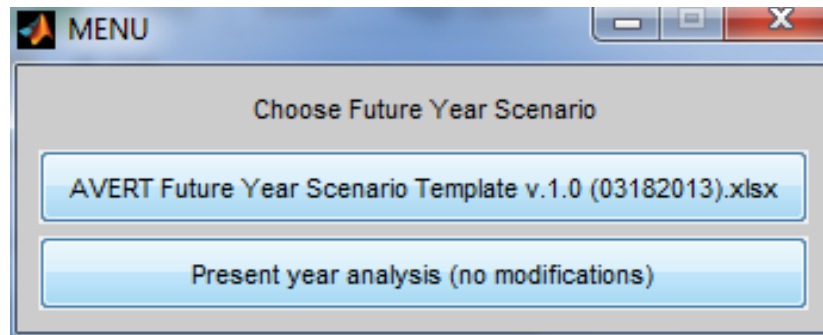 MENU
Choose Future Year Scenario
AVERT Future Year Scenario Template v.1.0 (03182013).xlsx
Present year analysis (no modifications)